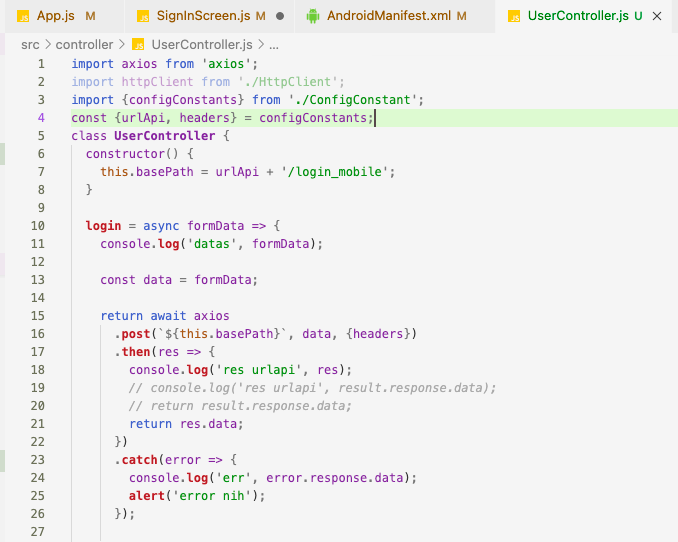 App.js M SignInScreen.js M AndroidManifest.xml M UserController.js U
src > controller > UserController.js > ...
1 import axios from 'axios';
2 import httpClient from './HttpClient';
3 import {configConstants} from './ConfigConstant';
4 const {urlApi, headers} = configConstants;
5 class UserController {
6 constructor() {
7 this.basePath = urlApi + '/login_mobile';
8 }
9
10 login = async formData => {
11 console.log('datas', formData);
12
13 const data = formData;
14
15 return await axios
16 .post(`${this.basePath}`, data, {headers})
17 .then(res => {
18 console.log('res urlapi', res);
19 // console.log('res urlapi', result.response.data);
20 // return result.response.data;
21 return res.data;
22 })
23 .catch(error => {
24 console.log('err', error.response.data);
25 alert('error nih');
26 });
27